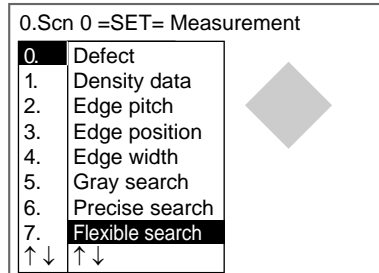 0.Scn 0 =SET= Measurement
0. Defect
1. Density data
2. Edge pitch
3. Edge position
4. Edge width
5. Gray search
6. Precise search
7. Flexible search
↑↓ ↑↓